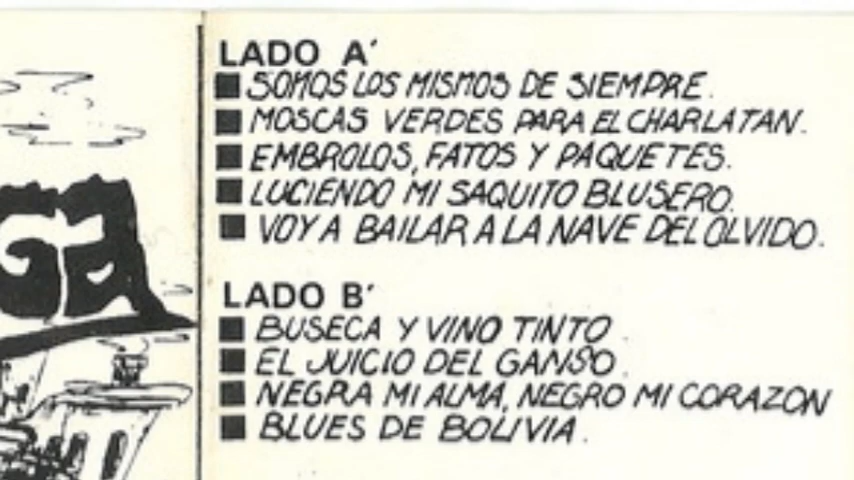 LADO A´
SOMOS LOS MISMOS DE SIEMPRE.
MOSCAS VERDES PARA EL CHARLATAN.
EMBROLOS, FATOS Y PAQUETES.
LUCIENDO MI SAQUITO BLUSERO.
VOY A BAILAR A LA NAVE DEL OLVIDO.
LADO B´
BUSECA Y VINO TINTO.
EL JUICIO DEL GANSO.
NEGRA MI ALMA, NEGRO MI CORAZON
BLUES DE BOLIVIA.
ga